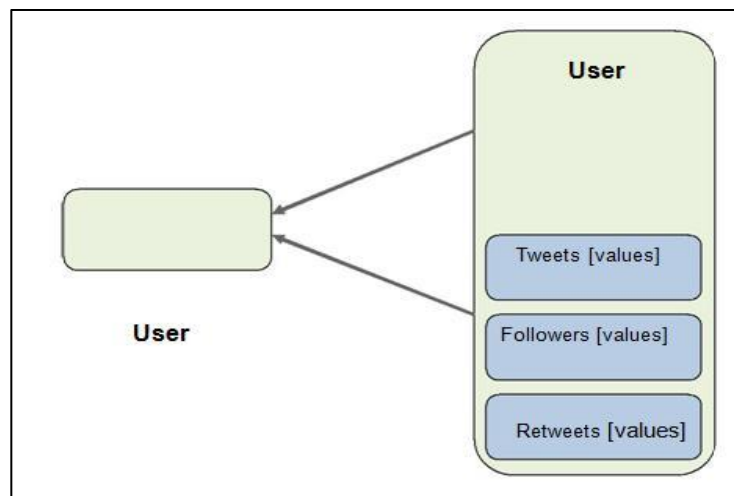 User
Tweets [values]
Followers [values]
Retweets [values]
User